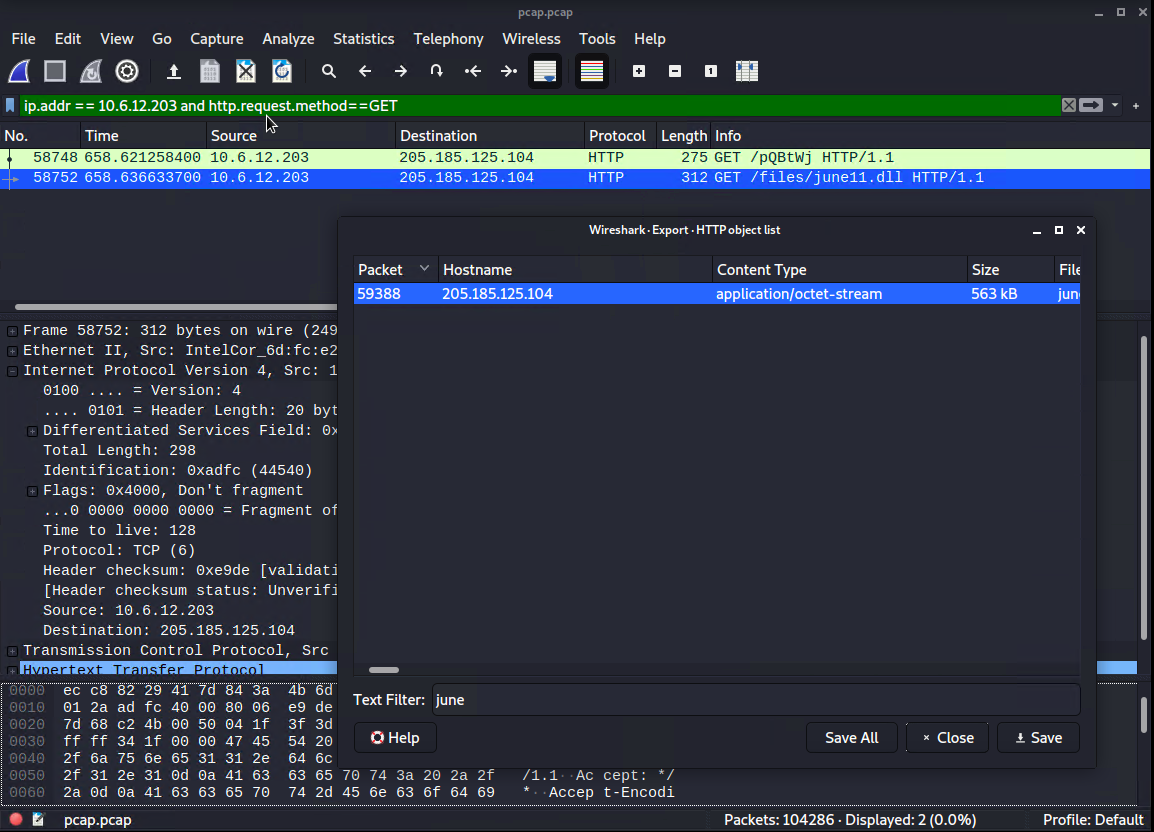 pcap.pcap
File Edit View Go Capture Analyze Statistics Telephony Wireless Tools Help
ip.addr == 10.6.12.203 and http.request.method==GET
No. Time Source Destination Protocol Length Info
58748 658.621258400 10.6.12.203 205.185.125.104 HTTP 275 GET /pQBtWj HTTP/1.1
58752 658.636633700 10.6.12.203 205.185.125.104 HTTP 312 GET /files/june11.dll HTTP/1.1
Wireshark · Export · HTTP object list
Packet Hostname Content Type Size File
59388 205.185.125.104 application/octet-stream 563 kB jun
Frame 58752: 312 bytes on wire (249
Ethernet II, Src: IntelCor_6d:fc:e2
Internet Protocol Version 4, Src: 1
0100 .... = Version: 4
.... 0101 = Header Length: 20 byt
Differentiated Services Field: 0x
Total Length: 298
Identification: 0xadfc (44540)
Flags: 0x4000, Don't fragment
...0 0000 0000 0000 = Fragment of
Time to live: 128
Protocol: TCP (6)
Header checksum: 0xe9de [validati
[Header checksum status: Unverifi
Source: 10.6.12.203
Destination: 205.185.125.104
Transmission Control Protocol, Src
Hypertext Transfer Protocol
Text Filter: june
Help Save All × Close Save
0000 ec c8 82 29 41 7d 84 3a 4b 6d
0010 01 2a ad fc 40 00 80 06 e9 de
0020 7d 68 c2 4b 00 50 04 1f 3f 3d
0030 ff ff 34 1f 00 00 47 45 54 20
0040 2f 6a 75 6e 65 31 31 2e 64 6c
0050 2f 31 2e 31 0d 0a 41 63 63 65 70 74 3a 20 2a 2f /1.1··Ac cept: */
0060 2a 0d 0a 41 63 63 65 70 74 2d 45 6e 63 6f 64 69 *··Accep t-Encodi
pcap.pcap Packets: 104286 · Displayed: 2 (0.0%) Profile: Default